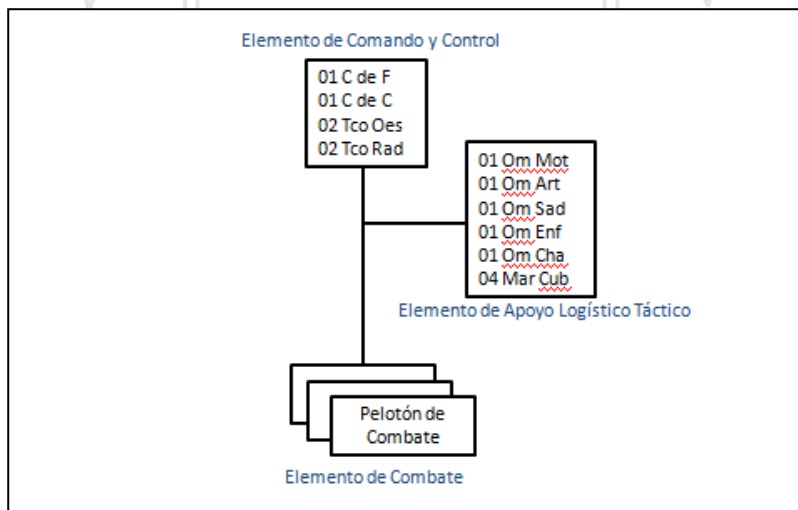 Elemento de Comando y Control
01 C de F
01 C de C
02 Tco Oes
02 Tco Rad
01 Om Mot
01 Om Art
01 Om Sad
01 Om Enf
01 Om Cha
04 Mar Cub
Elemento de Apoyo Logístico Táctico
Pelotón de
Combate
Elemento de Combate